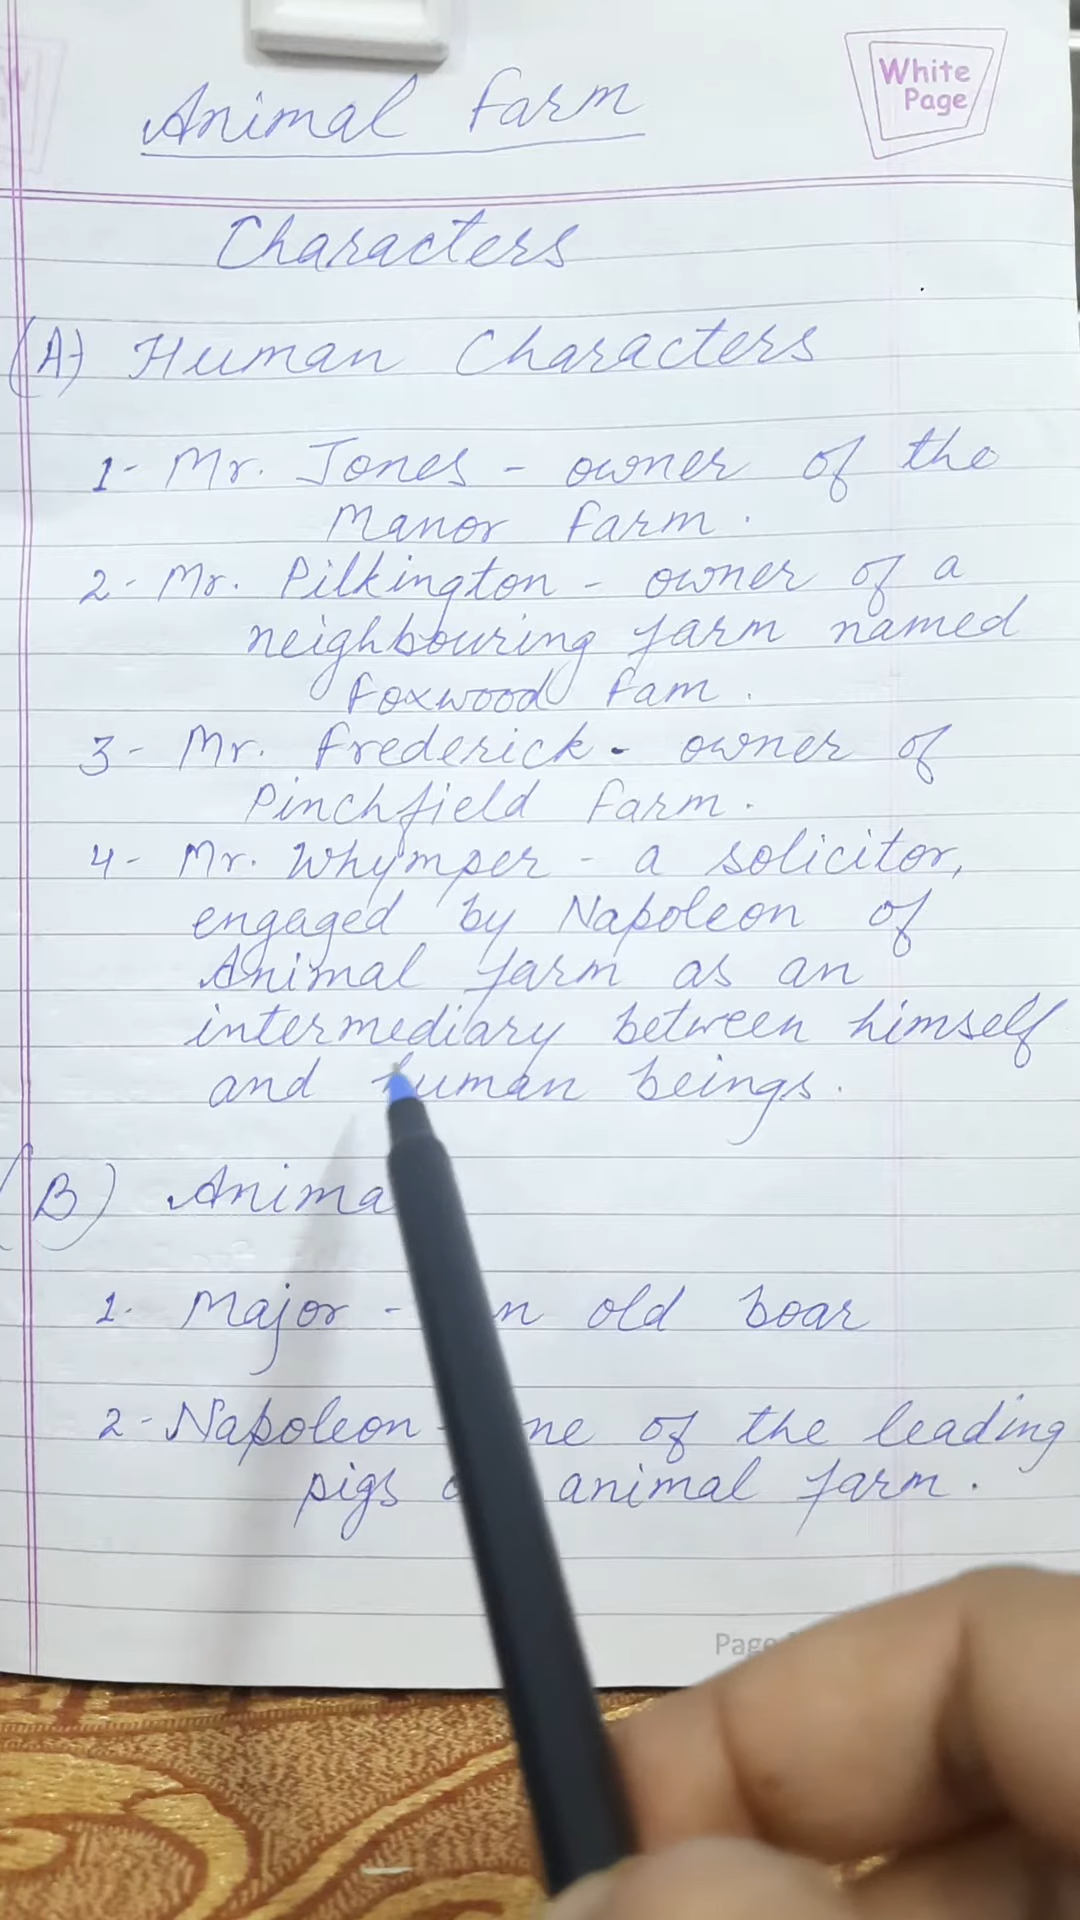 White
Page
Animal Farm
Characters
(A) Human Characters
1- Mr. Jones - owner of the
Manor Farm.
2- Mr. Pilkington - owner of a
neighbouring farm named
Foxwood Fam.
3- Mr. Frederick - owner of
Pinchfield Farm.
4- Mr. Whymper - a solicitor,
engaged by Napoleon of
Animal Farm as an
intermediary between himself
and human beings.
(B) Anima
1. Major - n old boar
2- Napoleon - ne of the leading
pigs animal farm.
Page